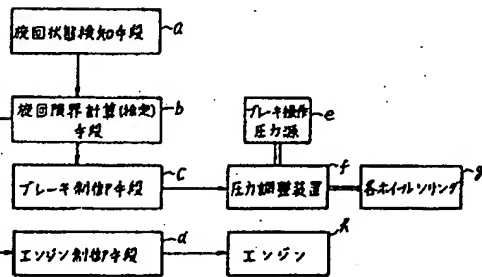 旋回状態検知手段
a
旋回限界計算(推定)
手段
b
ブレーキ操作
圧力源
e
ブレーキ制御手段
c
圧力調整装置
f
各ホイールシリンダ
g
エンジン制御手段
d
エンジン
h